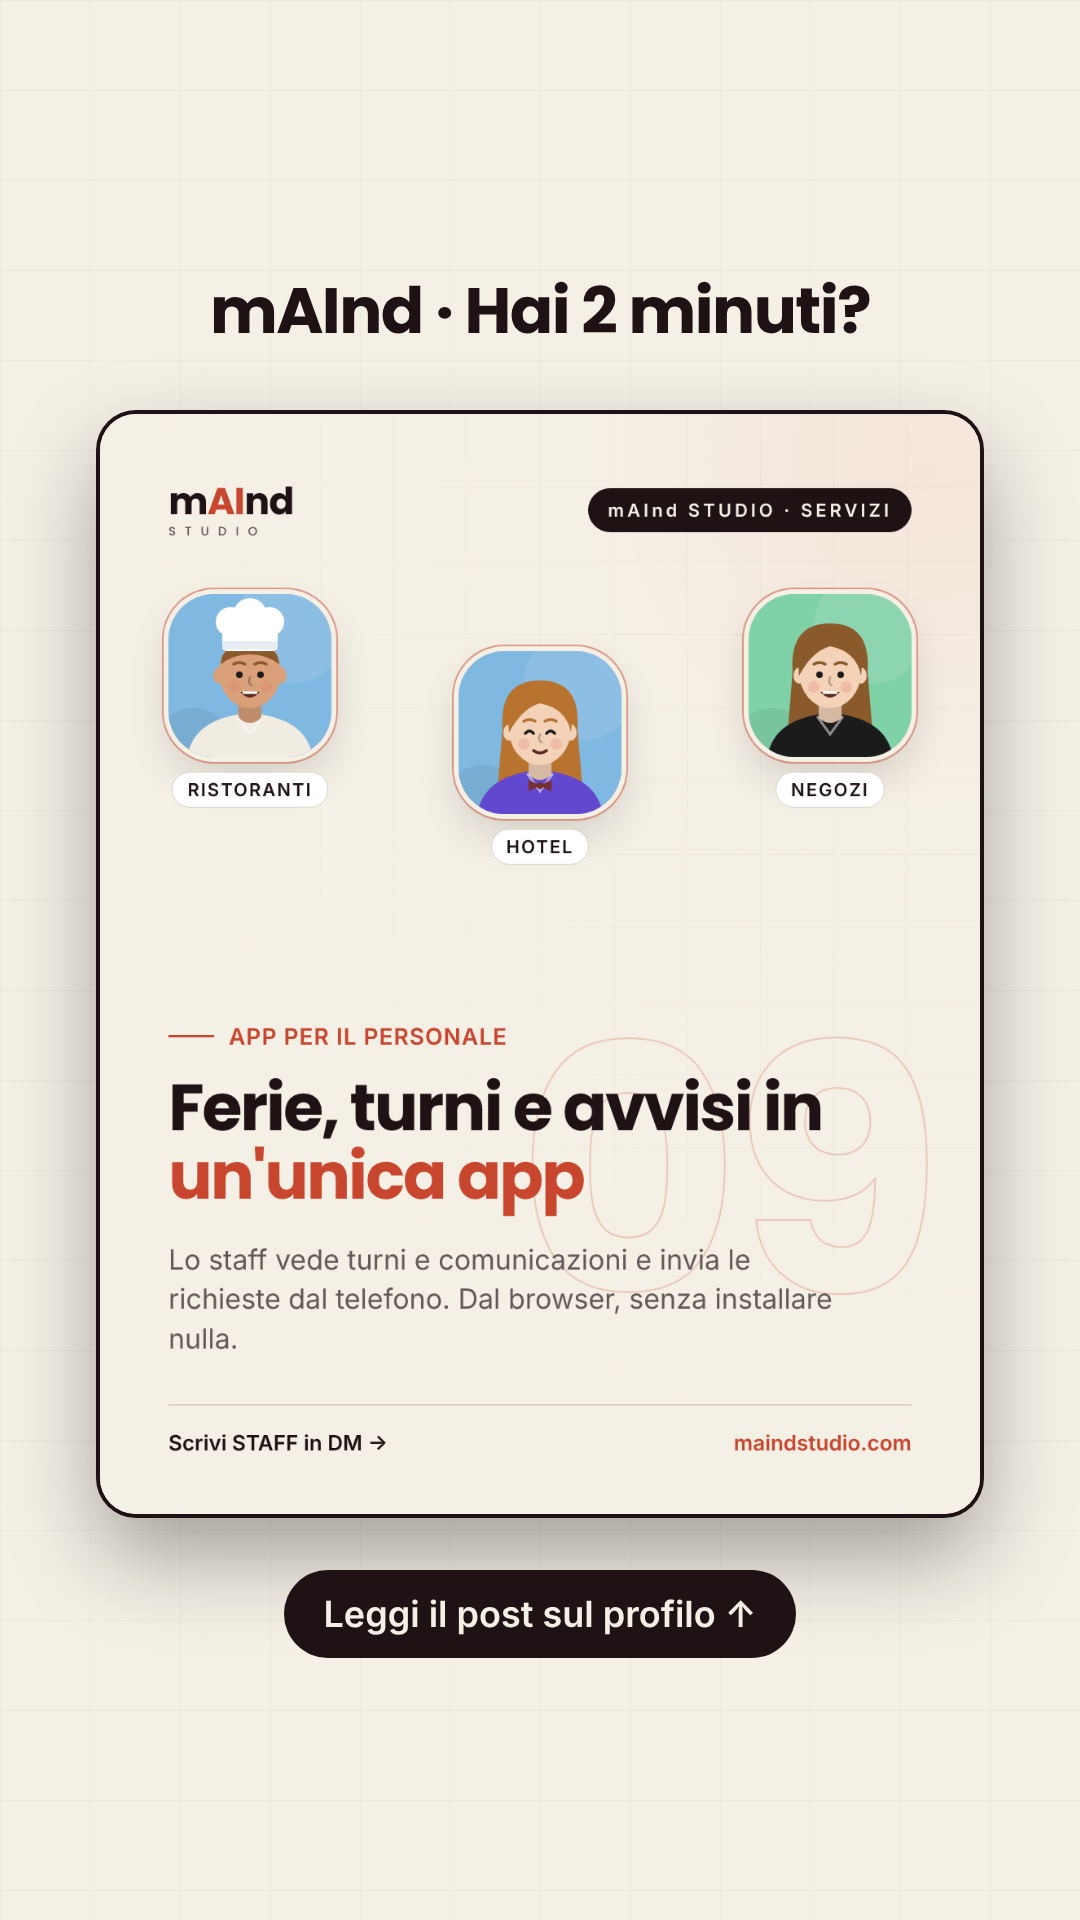 mAInd · Hai 2 minuti?
mAInd
STUDIO
mAInd STUDIO · SERVIZI
RISTORANTI
HOTEL
NEGOZI
APP PER IL PERSONALE
09
Ferie, turni e avvisi in
un'unica app
Lo staff vede turni e comunicazioni e invia le
richieste dal telefono. Dal browser, senza installare
nulla.
Scrivi STAFF in DM →
maindstudio.com
Leggi il post sul profilo ↑